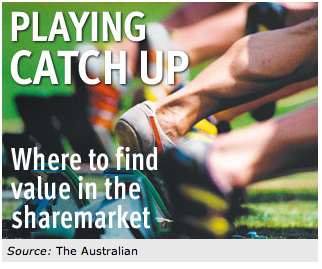 PLAYING
CATCH UP
Where to find
value in the
sharemarket
Source: The Australian